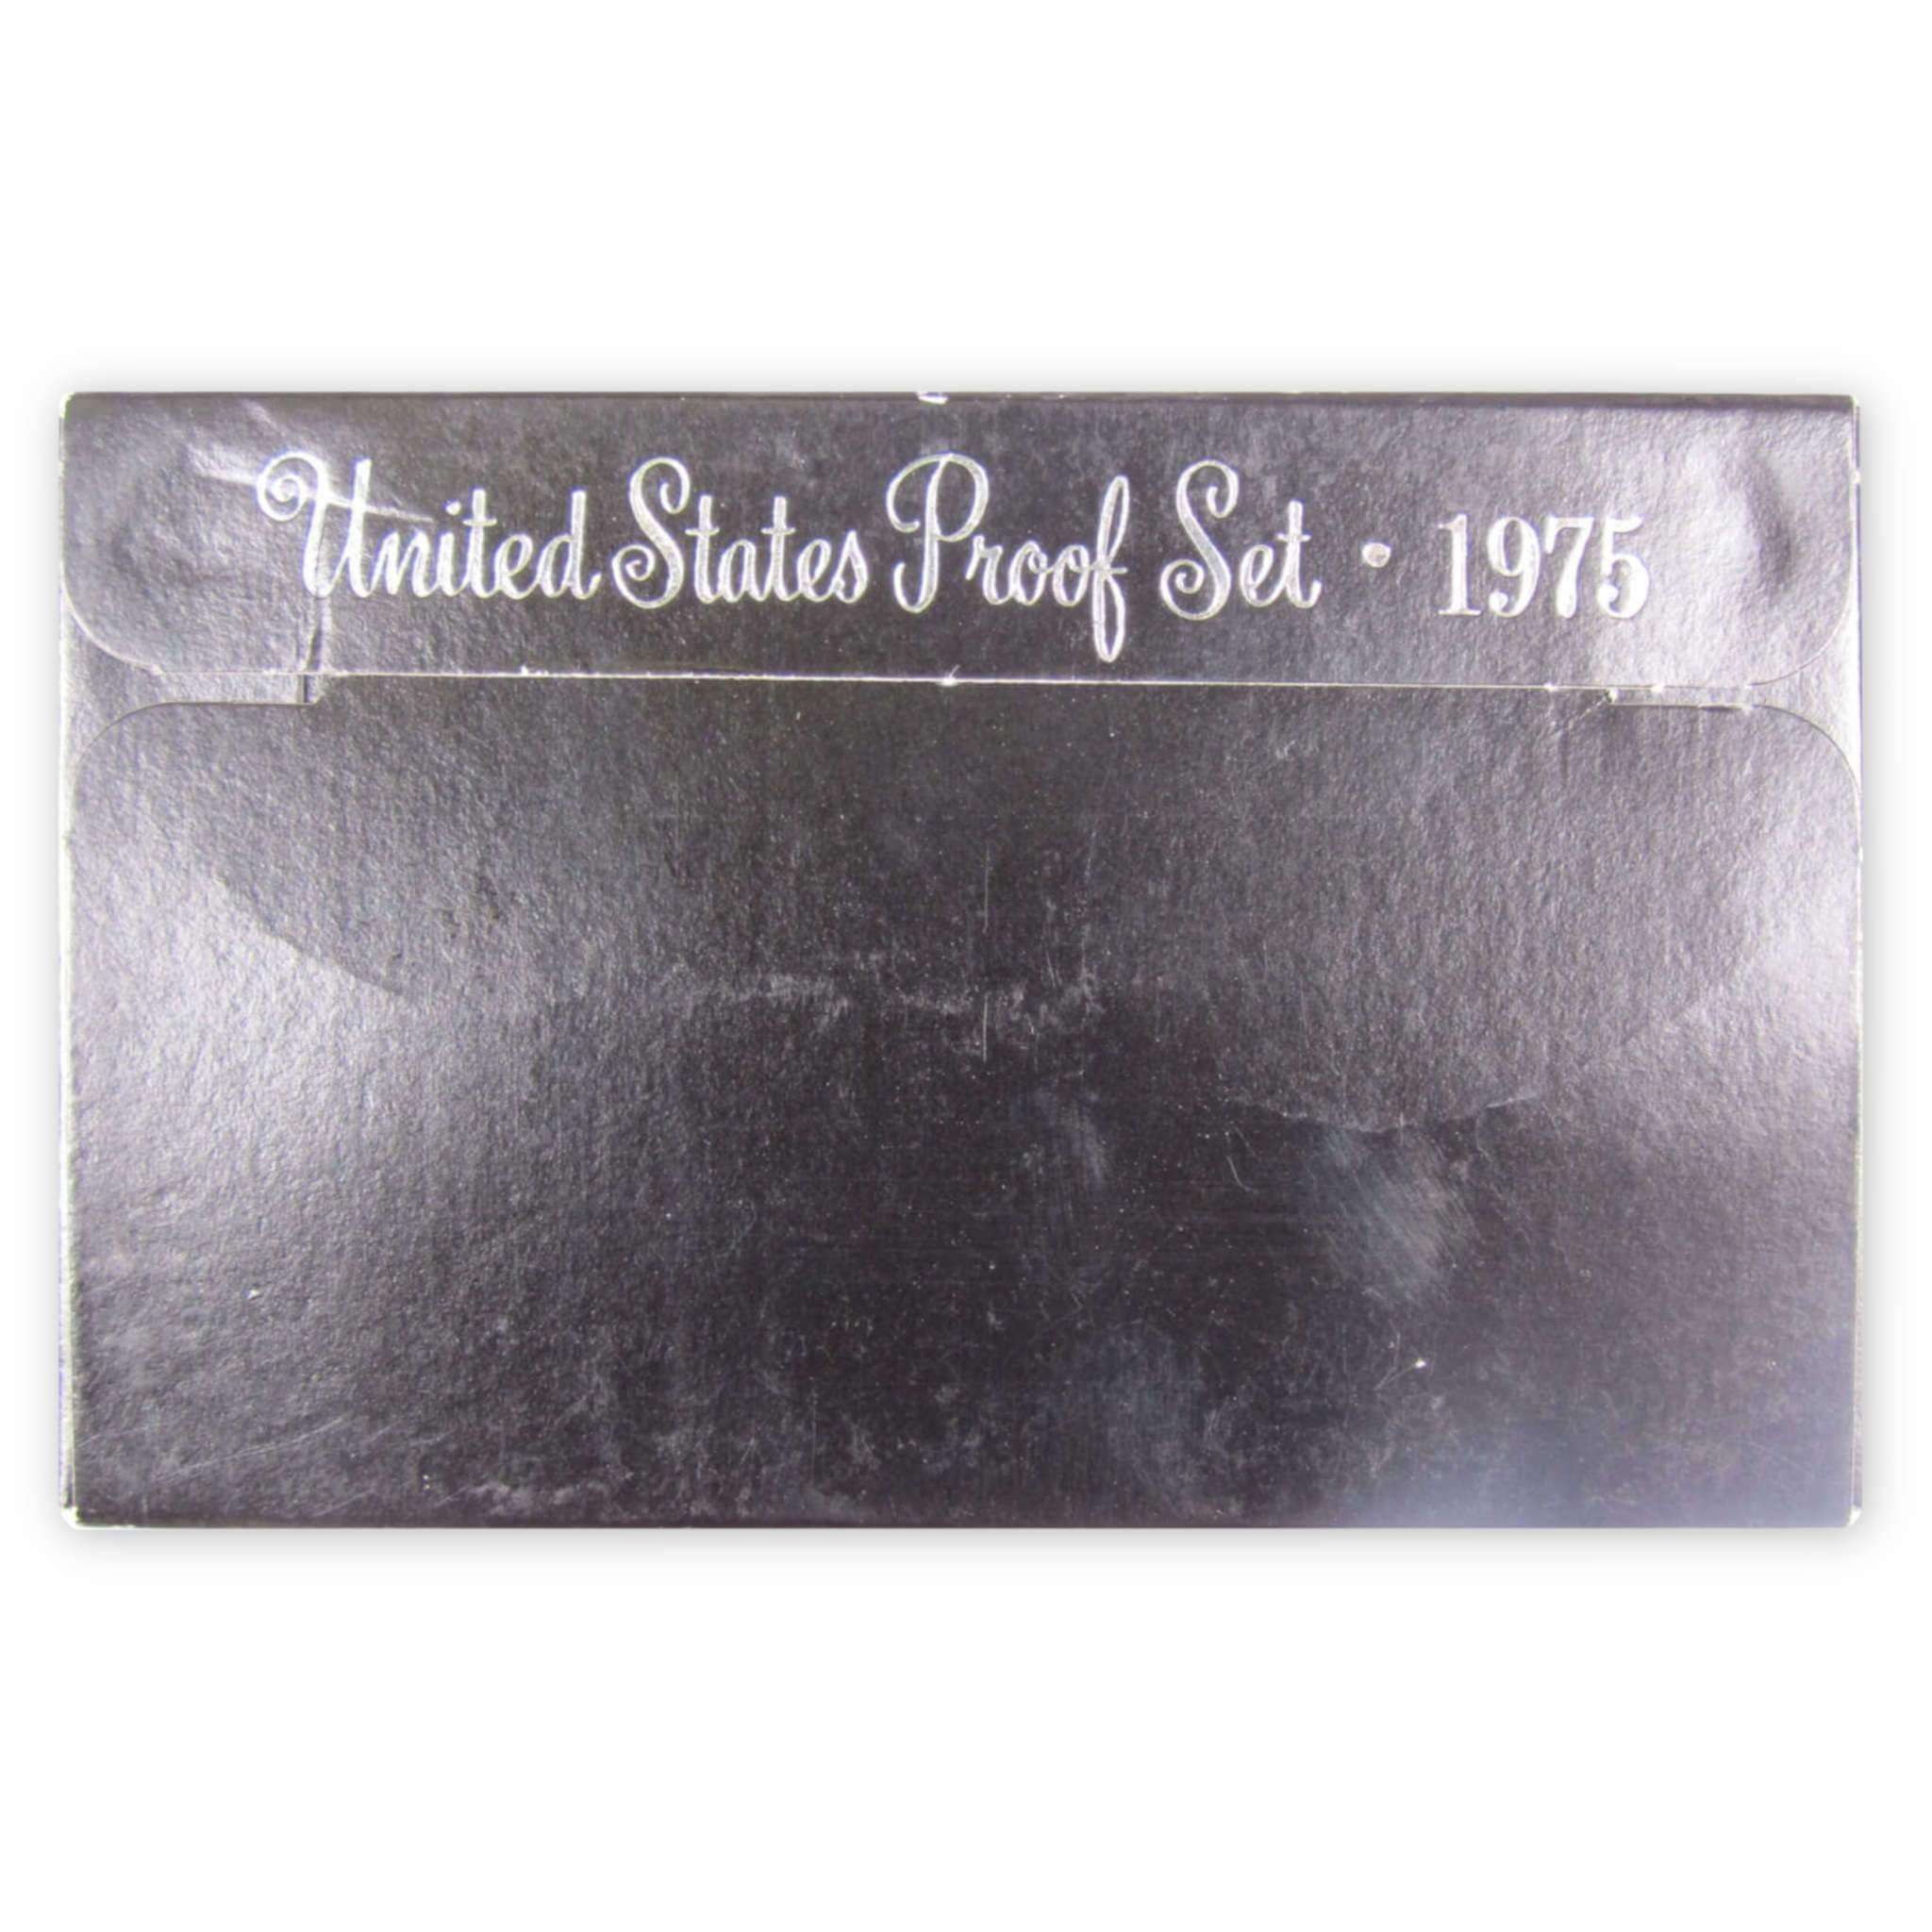 United States Proof Set • 1975